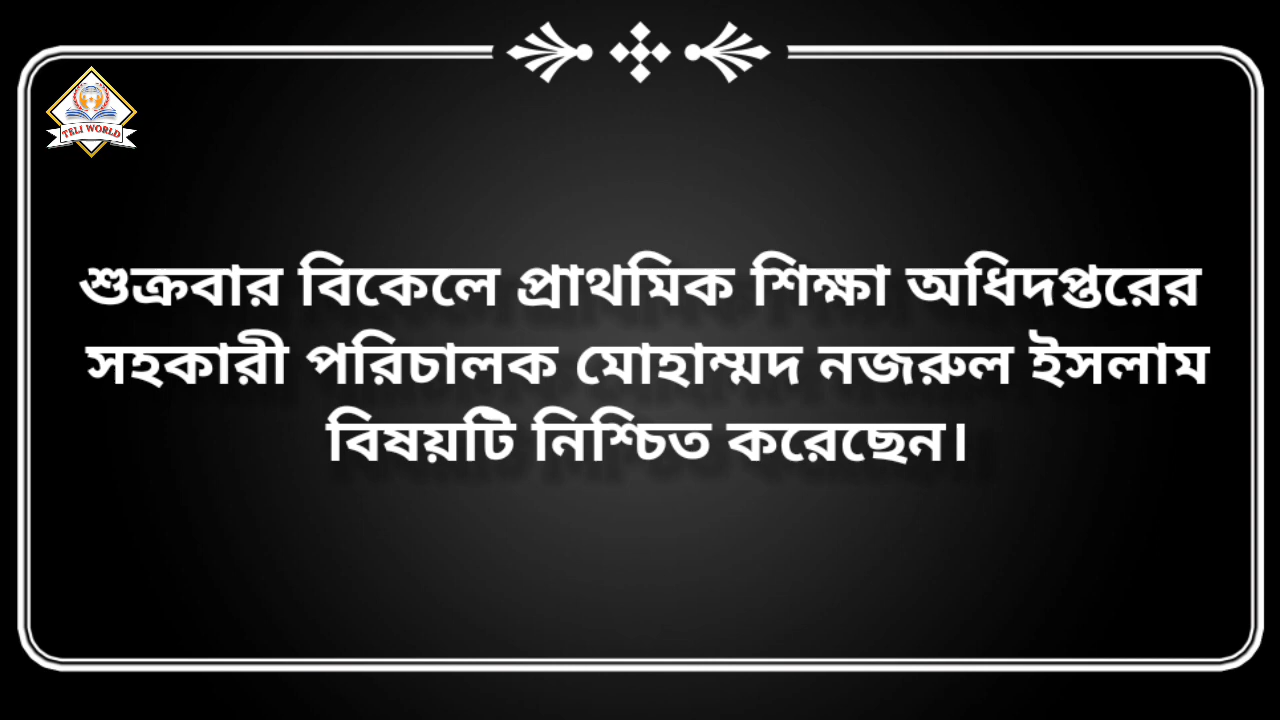 TELI WORLD
শুক্রবার বিকেলে প্রাথমিক শিক্ষা অধিদপ্তরের
সহকারী পরিচালক মোহাম্মদ নজরুল ইসলাম
বিষয়টি নিশ্চিত করেছেন।